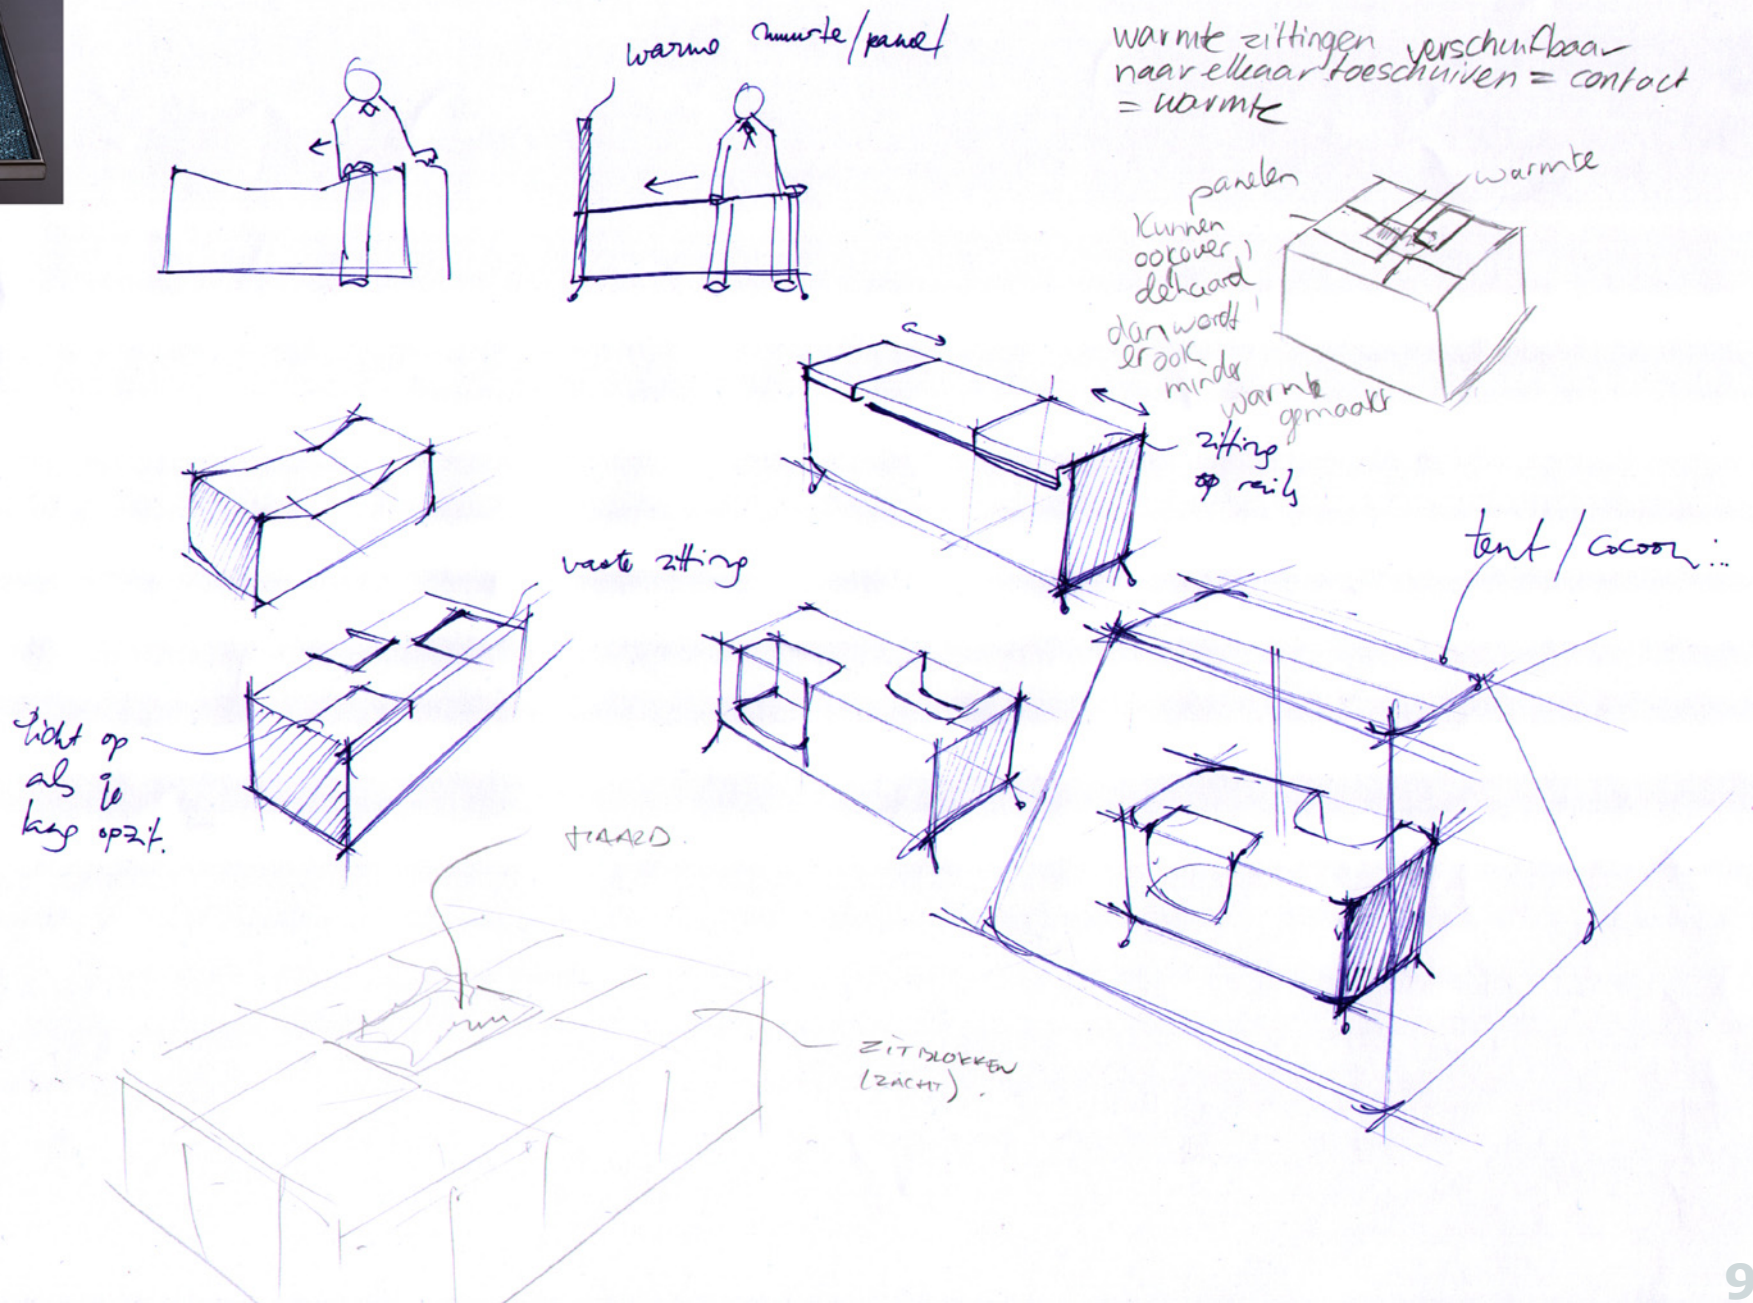 warme muurtje/paneel
warmte zittingen verschuifbaar
naar elkaar toeschuiven = contact
= warmte
panelen
warmte
kunnen
ook over
de haard
dan wordt
er ook
minder
warmte
gemaakt
zitting
op rails
tent / cocoon...
vaste zitting
licht op
als je
lang opzit.
HAARD.
ZITBLOKKEN
(ZACHT).
9